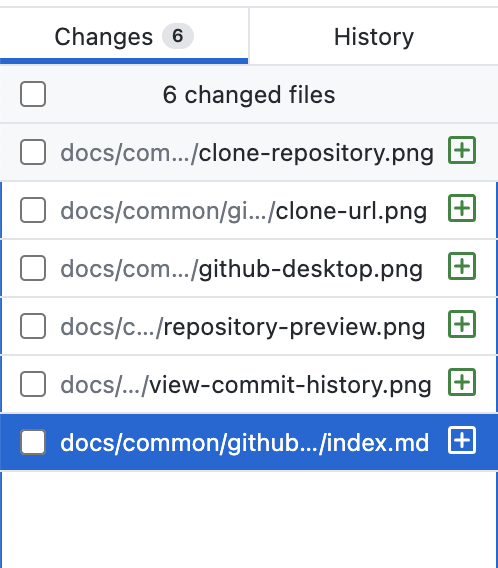 Changes 6 History
6 changed files
docs/com.../clone-repository.png
docs/common/gi.../clone-url.png
docs/com.../github-desktop.png
docs/c.../repository-preview.png
docs/.../view-commit-history.png
docs/common/github.../index.md